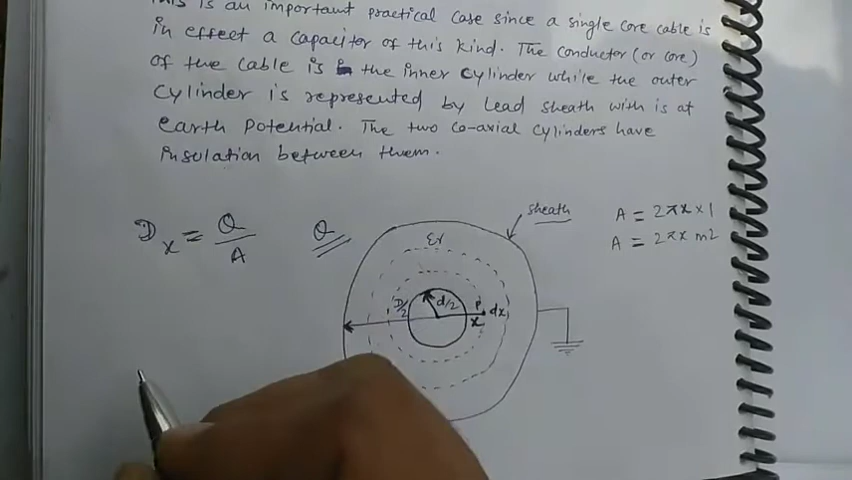 This is an important practical case since a single core cable is
in effect a capacitor of this kind. The conductor (or core)
of the cable is the inner cylinder while the outer
cylinder is represented by lead sheath with is at
earth potential. The two co-axial cylinders have
insulation between them.
Dx = Q/A
Q
sheath
A = 2πx×1
A = 2πx m2
Er
D/2
d/2
P
x
dx